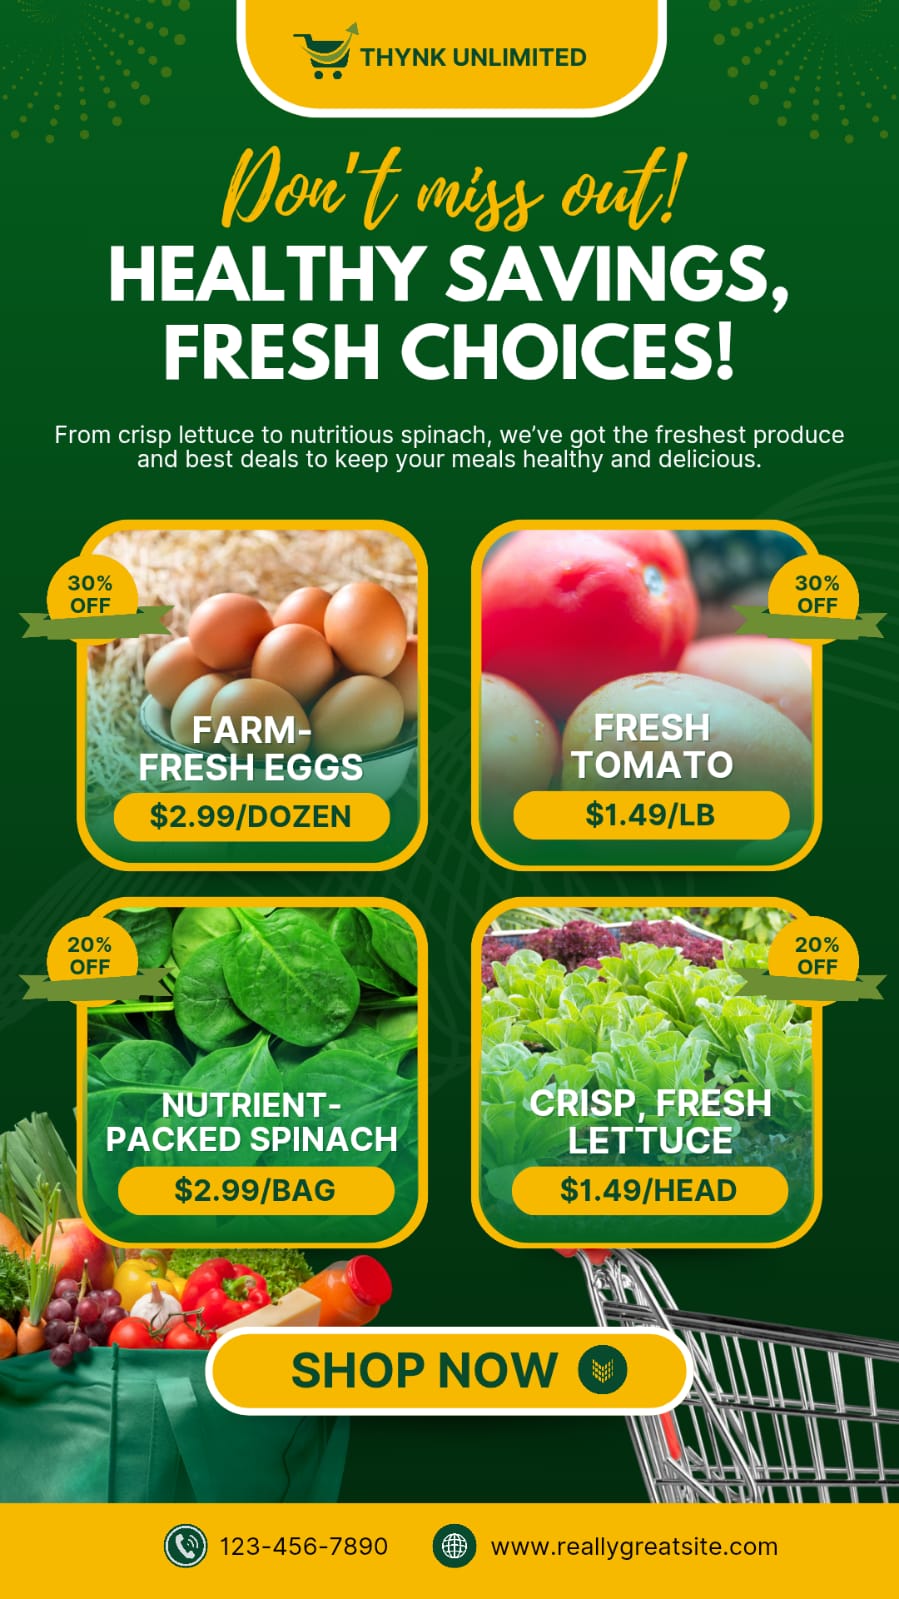 THYNK UNLIMITED
Don't miss out!
HEALTHY SAVINGS,
FRESH CHOICES!
From crisp lettuce to nutritious spinach, we've got the freshest produce
and best deals to keep your meals healthy and delicious.
30%
OFF
FARM-
FRESH EGGS
$2.99/DOZEN
30%
OFF
FRESH
TOMATO
$1.49/LB
20%
OFF
NUTRIENT-
PACKED SPINACH
$2.99/BAG
20%
OFF
CRISP, FRESH
LETTUCE
$1.49/HEAD
SHOP NOW
123-456-7890
www.reallygreatsite.com